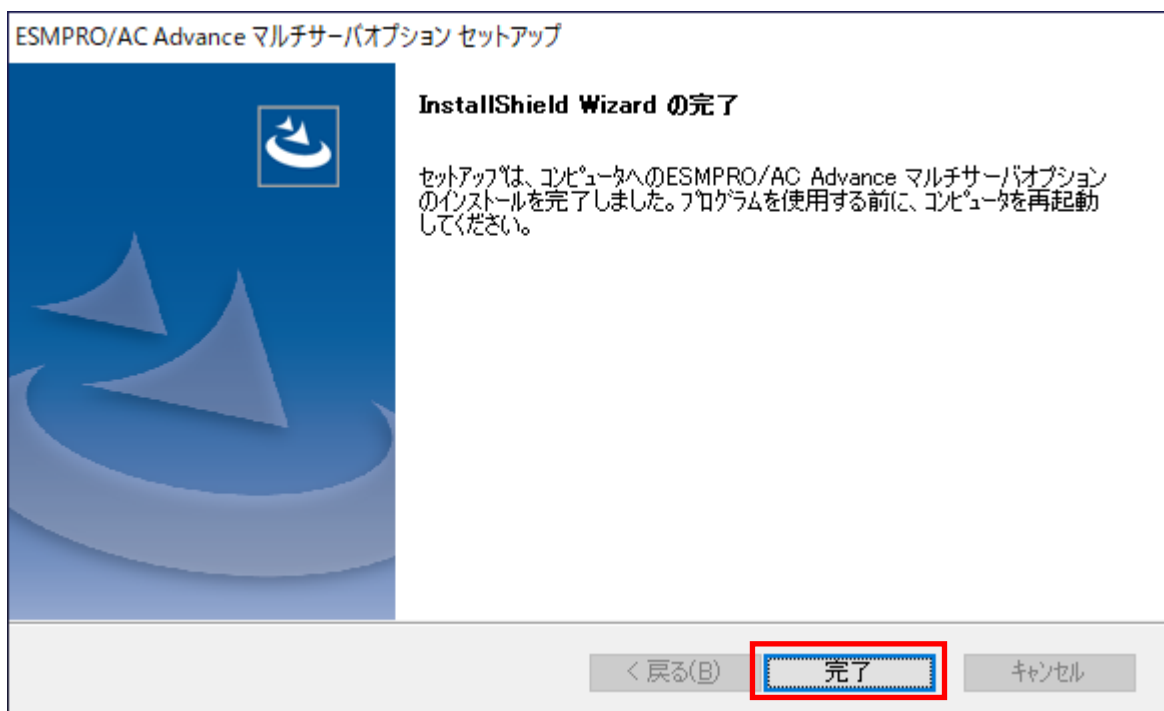 ESMPRO/AC Advance マルチサーバオプション セットアップ
InstallShield Wizard の完了
セットアップは、コンピュータへのESMPRO/AC Advance マルチサーバオプション
のインストールを完了しました。プログラムを使用する前に、コンピュータを再起動
してください。
< 戻る(B)
完了
キャンセル